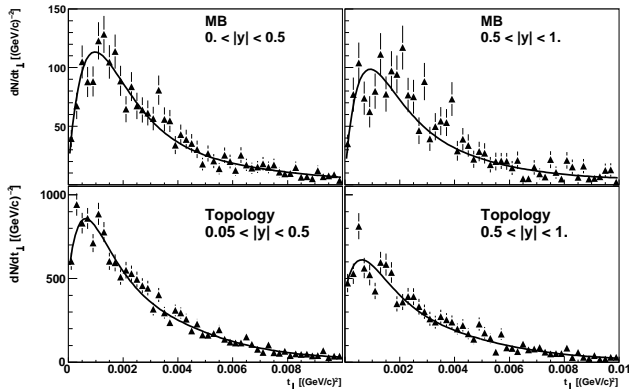 dN/dt⊥ [(GeV/c)⁻²]
150
100
50
MB
0. < |y| < 0.5
MB
0.5 < |y| < 1.
dN/dt⊥ [(GeV/c)⁻²]
1000
500
0
Topology
0.05 < |y| < 0.5
Topology
0.5 < |y| < 1.
0 0.002 0.004 0.006 0.008
0.002 0.004 0.006 0.008 0.01
t⊥ [(GeV/c)²]
t⊥ [(GeV/c)²]